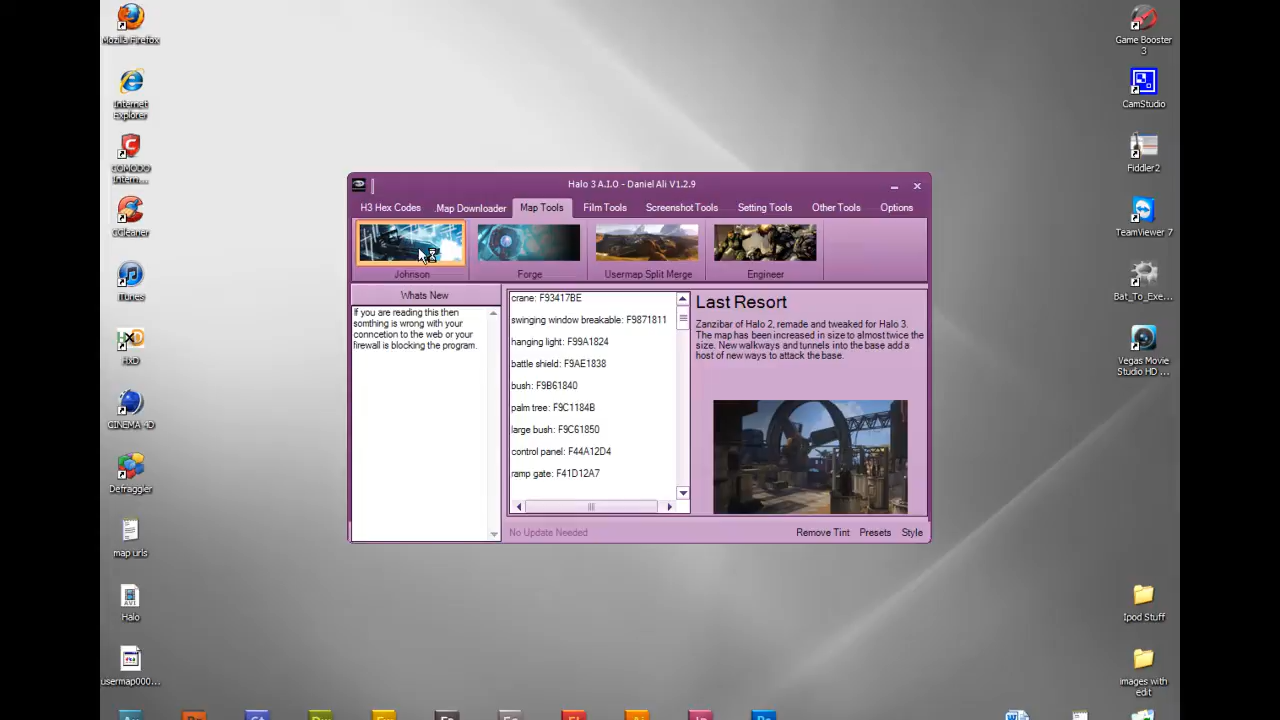 Mozilla Firefox
Internet
Explorer
COMODO
Intern...
CCleaner
iTunes
HxD
CINEMA 4D
Defraggler
map urls
Halo
usermap000...
Halo 3 A.I.O - Daniel Ali V1.2.9
H3 Hex Codes
Map Downloader
Map Tools
Film Tools
Screenshot Tools
Setting Tools
Other Tools
Options
Johnson
Forge
Usermap Split Merge
Engineer
Whats New
If you are reading this then
somthing is wrong with your
conncetion to the web or your
firewall is blocking the program.
crane: F93417BE
swinging window breakable: F9871811
hanging light: F99A1824
battle shield: F9AE1838
bush: F9B61840
palm tree: F9C1184B
large bush: F9C61850
control panel: F44A12D4
ramp gate: F41D12A7
Last Resort
Zanzibar of Halo 2, remade and tweaked for Halo 3.
The map has been increased in size to almost twice the
size. New walkways and tunnels into the base add a
host of new ways to attack the base.
No Update Needed
Remove Tint
Presets
Style
Game Booster
3
CamStudio
Fiddler2
TeamViewer 7
Bat_To_Exe...
Vegas Movie
Studio HD ...
Ipod Stuff
images with
edit